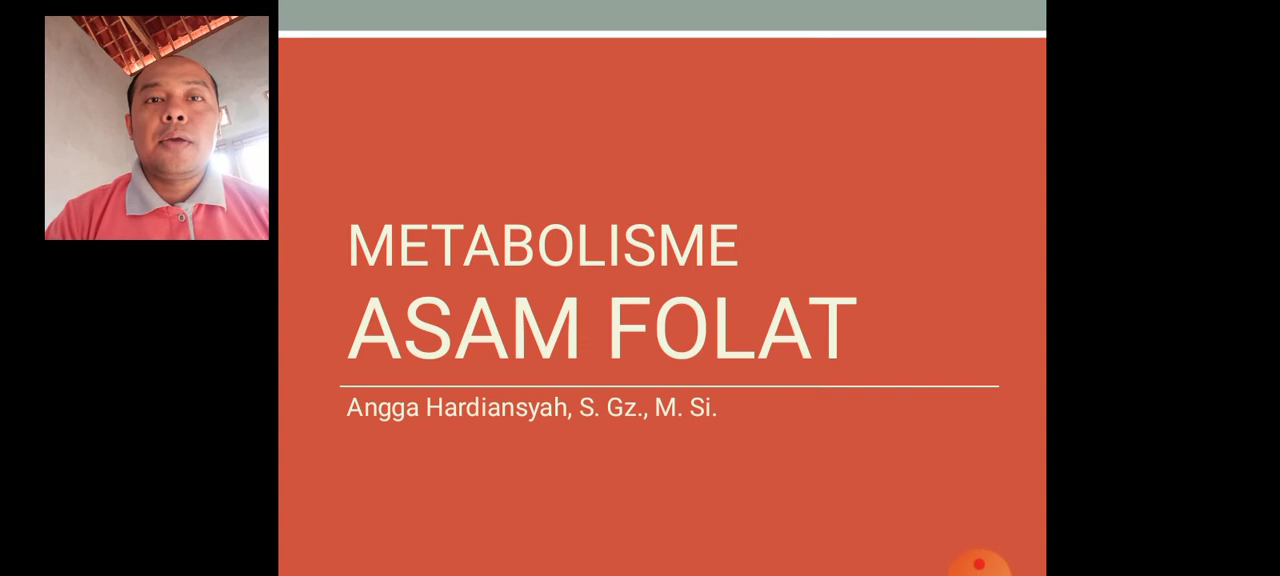 METABOLISME
ASAM FOLAT
Angga Hardiansyah, S. Gz., M. Si.